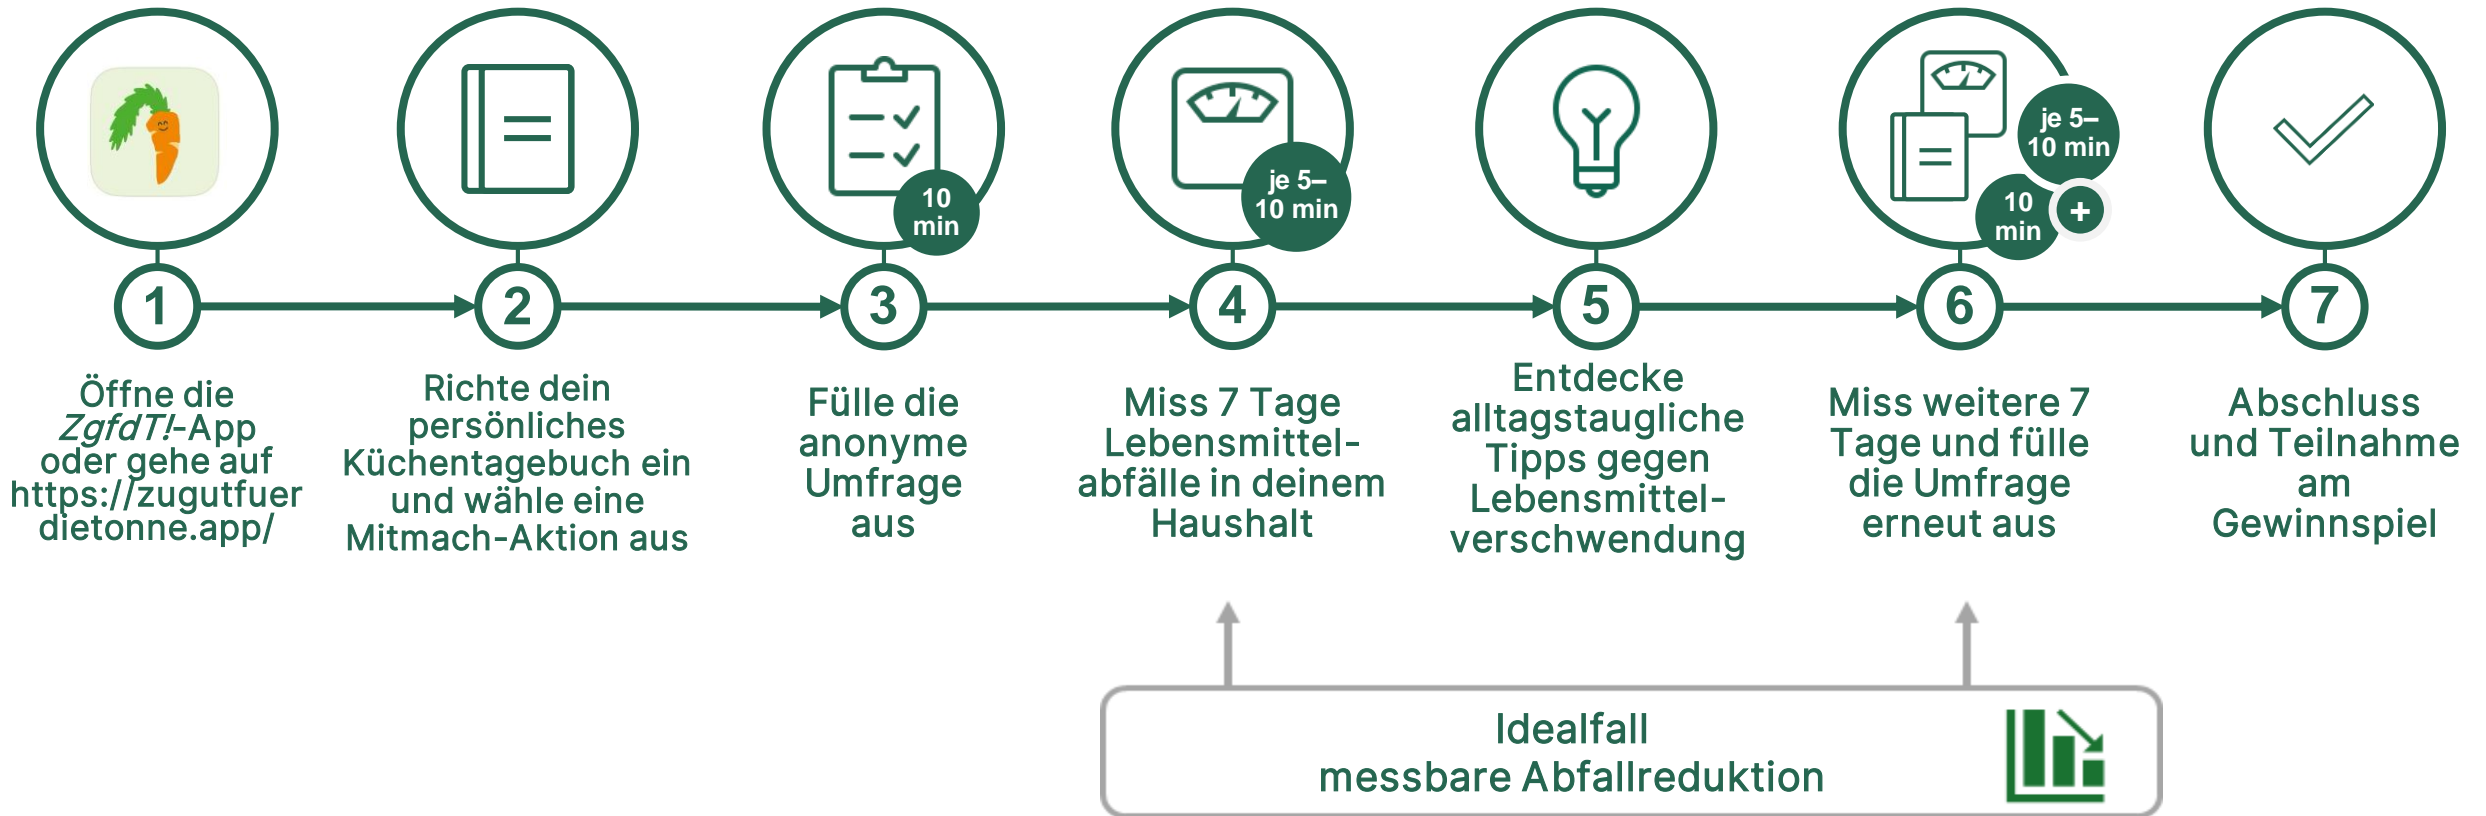 10
min
je 5–
10 min
je 5–
10 min
10
min
+
1
2
3
4
5
6
7
Öffne die
ZgfdT!-App
oder gehe auf
https://zugutfuer
dietonne.app/
Richte dein
persönliches
Küchentagebuch ein
und wähle eine
Mitmach-Aktion aus
Fülle die
anonyme
Umfrage
aus
Miss 7 Tage
Lebensmittel-
abfälle in deinem
Haushalt
Entdecke
alltagstaugliche
Tipps gegen
Lebensmittel-
verschwendung
Miss weitere 7
Tage und fülle
die Umfrage
erneut aus
Abschluss
und Teilnahme
am
Gewinnspiel
Idealfall
messbare Abfallreduktion